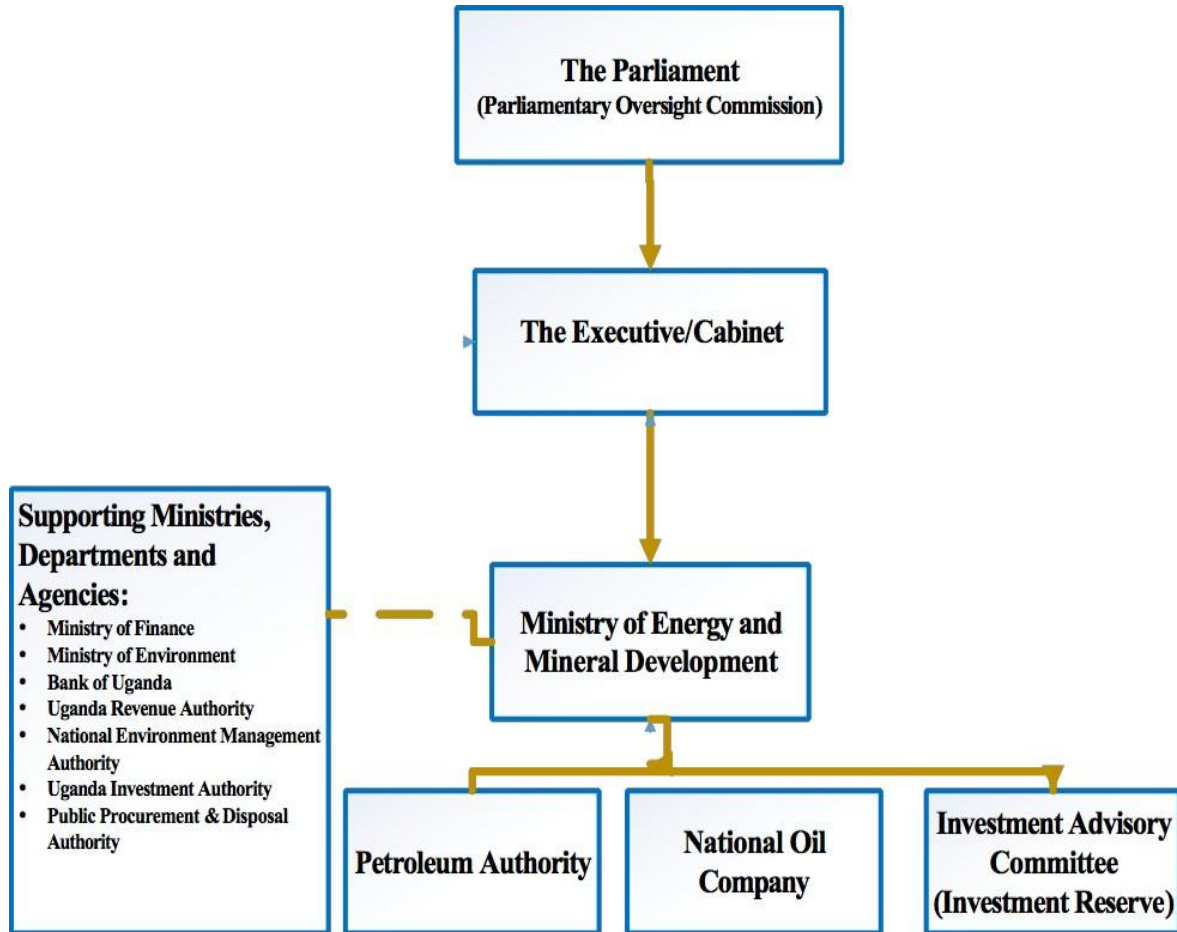 The Parliament
(Parliamentary Oversight Commission)
The Executive/Cabinet
Supporting Ministries,
Departments and
Agencies:
• Ministry of Finance
• Ministry of Environment
• Bank of Uganda
• Uganda Revenue Authority
• National Environment Management
Authority
• Uganda Investment Authority
• Public Procurement & Disposal
Authority
Ministry of Energy and
Mineral Development
Petroleum Authority
National Oil
Company
Investment Advisory
Committee
(Investment Reserve)